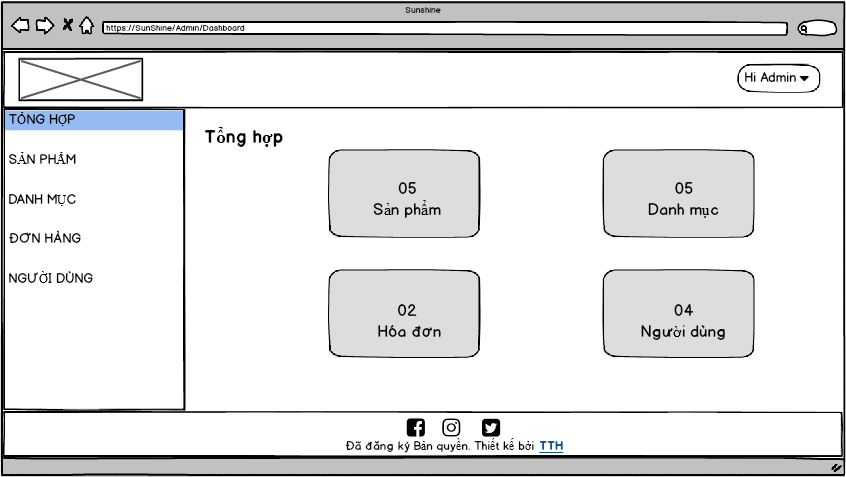 Sunshine
https://SunShine/Admin/Dashboard
Hi Admin
TỔNG HỢP
SẢN PHẨM
DANH MỤC
ĐƠN HÀNG
NGƯỜI DÙNG
Tổng hợp
05
Sản phẩm
05
Danh mục
02
Hóa đơn
04
Người dùng
Đã đăng ký Bản quyền. Thiết kế bởi TTH